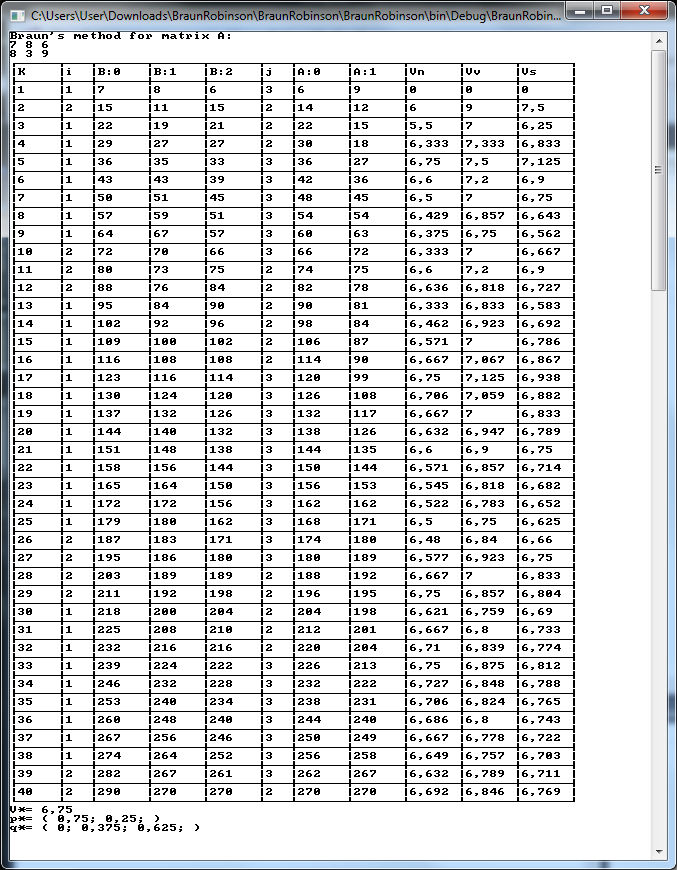 C:\Users\User\Downloads\BraunRobinson\BraunRobinson\BraunRobinson\bin\Debug\BraunRobin...
Braun's method for matrix A:
7 8 6
8 3 9
K i B:0 B:1 B:2 j A:0 A:1 Vn Vv Vs
1 1 7 8 6 3 6 9 0 0 0
2 2 15 11 15 2 14 12 6 9 7,5
3 1 22 19 21 2 22 15 5,5 7 6,25
4 1 29 27 27 2 30 18 6,333 7,333 6,833
5 1 36 35 33 3 36 27 6,75 7,5 7,125
6 1 43 43 39 3 42 36 6,6 7,2 6,9
7 1 50 51 45 3 48 45 6,5 7 6,75
8 1 57 59 51 3 54 54 6,429 6,857 6,643
9 1 64 67 57 3 60 63 6,375 6,75 6,562
10 2 72 70 66 3 66 72 6,333 7 6,667
11 2 80 73 75 2 74 75 6,6 7,2 6,9
12 2 88 76 84 2 82 78 6,636 6,818 6,727
13 1 95 84 90 2 90 81 6,333 6,833 6,583
14 1 102 92 96 2 98 84 6,462 6,923 6,692
15 1 109 100 102 2 106 87 6,571 7 6,786
16 1 116 108 108 2 114 90 6,667 7,067 6,867
17 1 123 116 114 3 120 99 6,75 7,125 6,938
18 1 130 124 120 3 126 108 6,706 7,059 6,882
19 1 137 132 126 3 132 117 6,667 7 6,833
20 1 144 140 132 3 138 126 6,632 6,947 6,789
21 1 151 148 138 3 144 135 6,6 6,9 6,75
22 1 158 156 144 3 150 144 6,571 6,857 6,714
23 1 165 164 150 3 156 153 6,545 6,818 6,682
24 1 172 172 156 3 162 162 6,522 6,783 6,652
25 1 179 180 162 3 168 171 6,5 6,75 6,625
26 2 187 183 171 3 174 180 6,48 6,84 6,66
27 2 195 186 180 3 180 189 6,577 6,923 6,75
28 2 203 189 189 2 188 192 6,667 7 6,833
29 2 211 192 198 2 196 195 6,75 6,857 6,804
30 1 218 200 204 2 204 198 6,621 6,759 6,69
31 1 225 208 210 2 212 201 6,667 6,8 6,733
32 1 232 216 216 2 220 204 6,71 6,839 6,774
33 1 239 224 222 3 226 213 6,75 6,875 6,812
34 1 246 232 228 3 232 222 6,727 6,848 6,788
35 1 253 240 234 3 238 231 6,706 6,824 6,765
36 1 260 248 240 3 244 240 6,686 6,8 6,743
37 1 267 256 246 3 250 249 6,667 6,778 6,722
38 1 274 264 252 3 256 258 6,649 6,757 6,703
39 2 282 267 261 3 262 267 6,632 6,789 6,711
40 2 290 270 270 2 270 270 6,692 6,846 6,769
V*= 6,75
p*= ( 0,75; 0,25; )
q*= ( 0; 0,375; 0,625; )